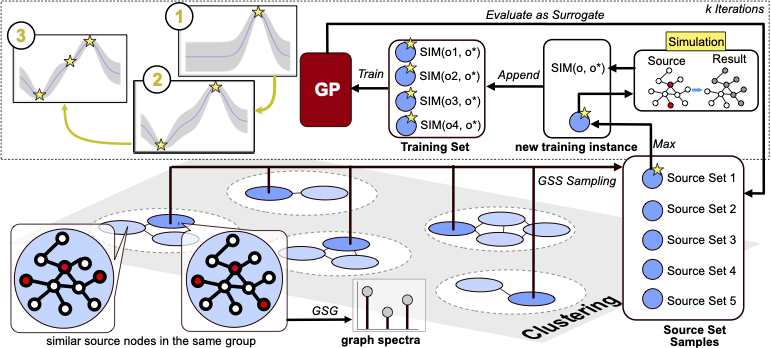 1
2
3
Evaluate as Surrogate
k Iterations
GP
Train
SIM(o1, o*)
SIM(o2, o*)
SIM(o3, o*)
SIM(o4, o*)
Training Set
Append
SIM(o, o*)
new training instance
Simulation
Source
Result
Max
GSS Sampling
Source Set 1
Source Set 2
Source Set 3
Source Set 4
Source Set 5
Source Set
Samples
Clustering
GSG
graph spectra
similar source nodes in the same group